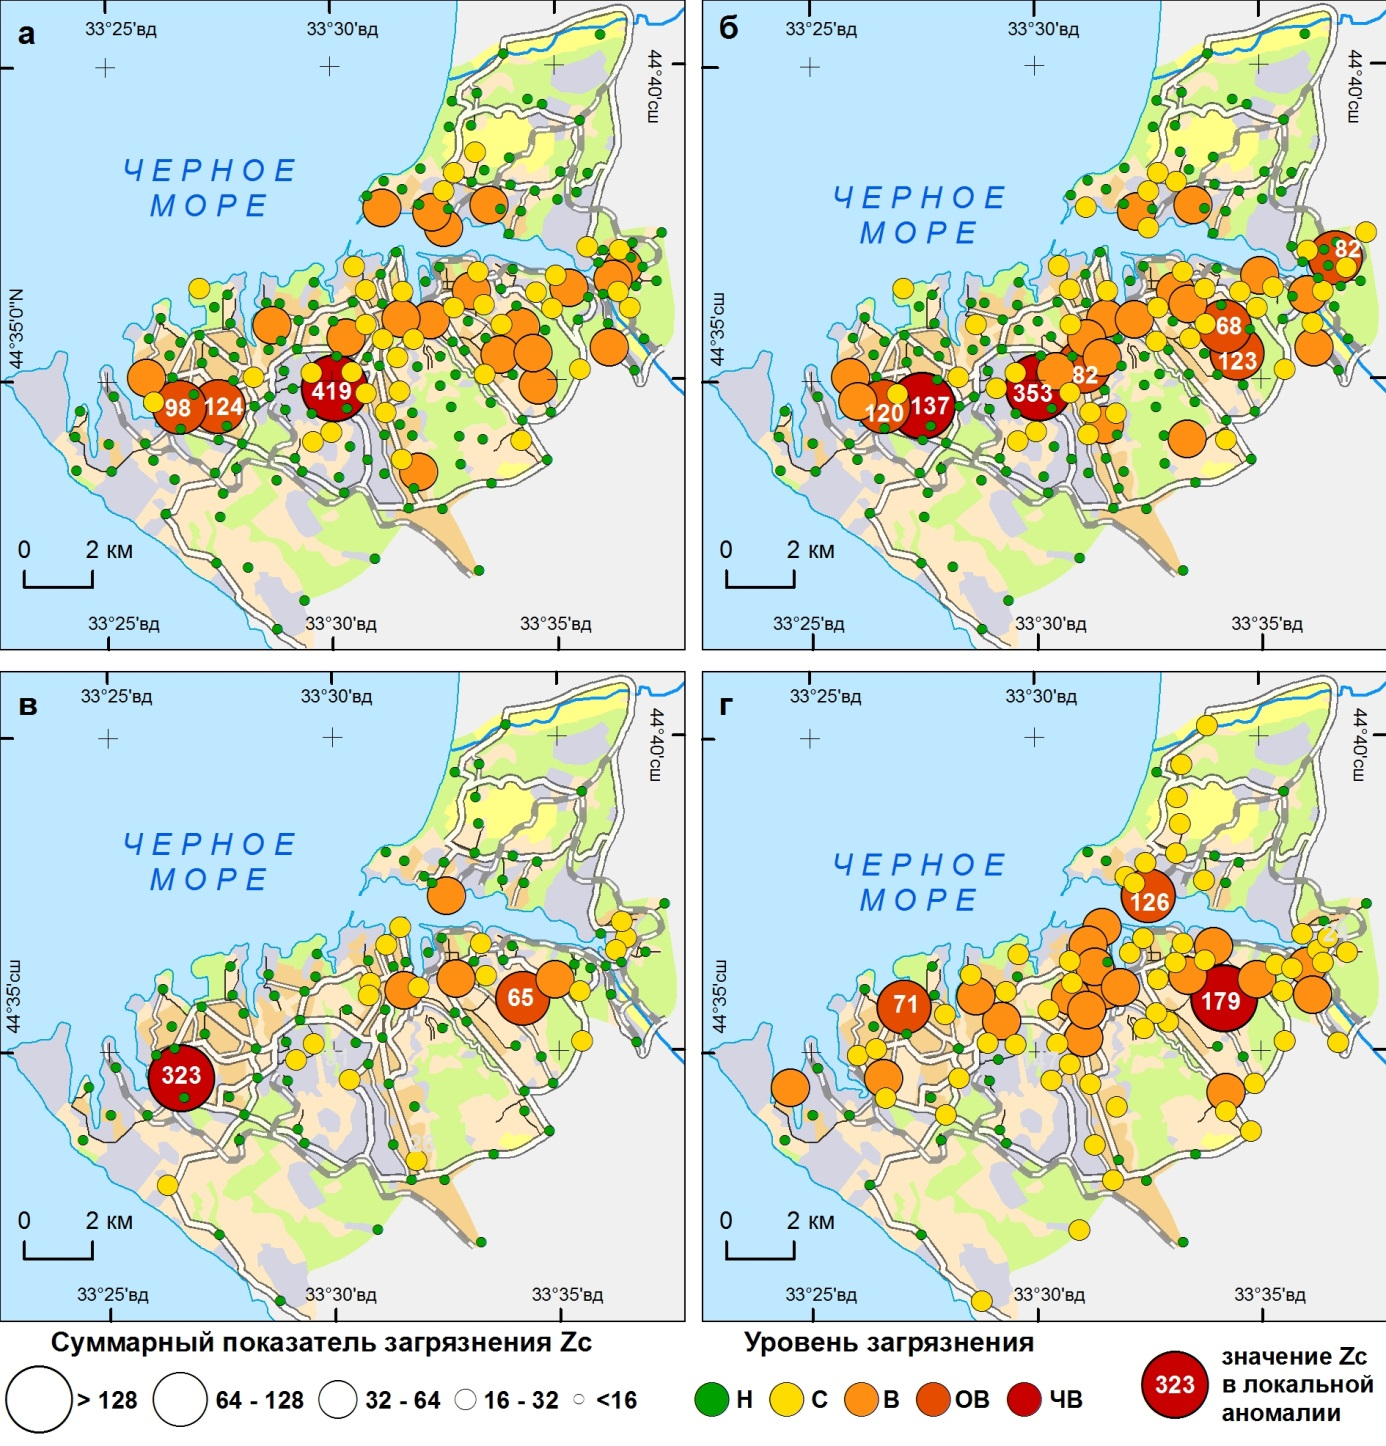 а
33°25'вд
33°30'вд
44°40'сш
ЧЕРНОЕ
МОРЕ
44°35'0"N
98
124
419
0
2 км
33°25'вд
33°30'вд
33°35'вд
б
33°25'вд
33°30'вд
44°40'сш
ЧЕРНОЕ
МОРЕ
44°35'сш
82
68
123
82
353
137
120
0
2 км
33°25'вд
33°30'вд
33°35'вд
в
33°25'вд
33°30'вд
44°40'сш
ЧЕРНОЕ
МОРЕ
44°35'сш
65
323
0
2 км
33°25'вд
33°30'вд
33°35'вд
г
33°25'вд
33°30'вд
44°40'сш
ЧЕРНОЕ
МОРЕ
44°35'сш
126
179
71
0
2 км
33°25'вд
33°30'вд
33°35'вд
Суммарный показатель загрязнения Zc
> 128
64 - 128
32 - 64
16 - 32
<16
Уровень загрязнения
Н
С
В
ОВ
ЧВ
323
значение Zc
в локальной
аномалии